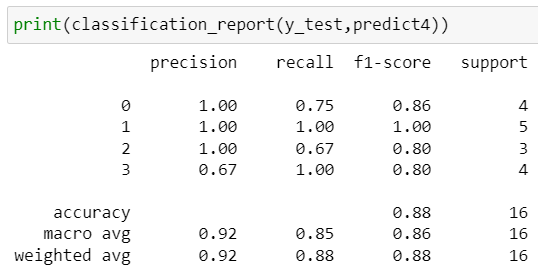 print(classification_report(y_test,predict4))
precision recall f1-score support
0 1.00 0.75 0.86 4
1 1.00 1.00 1.00 5
2 1.00 0.67 0.80 3
3 0.67 1.00 0.80 4
accuracy 0.88 16
macro avg 0.92 0.85 0.86 16
weighted avg 0.92 0.88 0.88 16